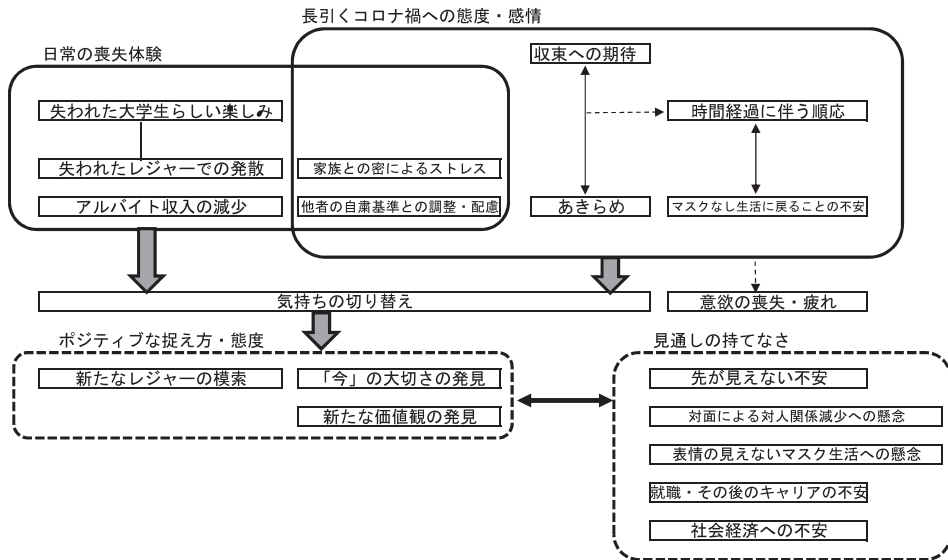 長引くコロナ禍への態度・感情
日常の喪失体験
収束への期待
失われた大学生らしい楽しみ
時間経過に伴う順応
失われたレジャーでの発散
家族との密によるストレス
アルバイト収入の減少
他者の自粛基準との調整・配慮
あきらめ
マスクなし生活に戻ることの不安
気持ちの切り替え
意欲の喪失・疲れ
ポジティブな捉え方・態度
見通しの持てなさ
新たなレジャーの模索
「今」の大切さの発見
先が見えない不安
新たな価値観の発見
対面による対人関係減少への懸念
表情の見えないマスク生活への懸念
就職・その後のキャリアの不安
社会経済への不安